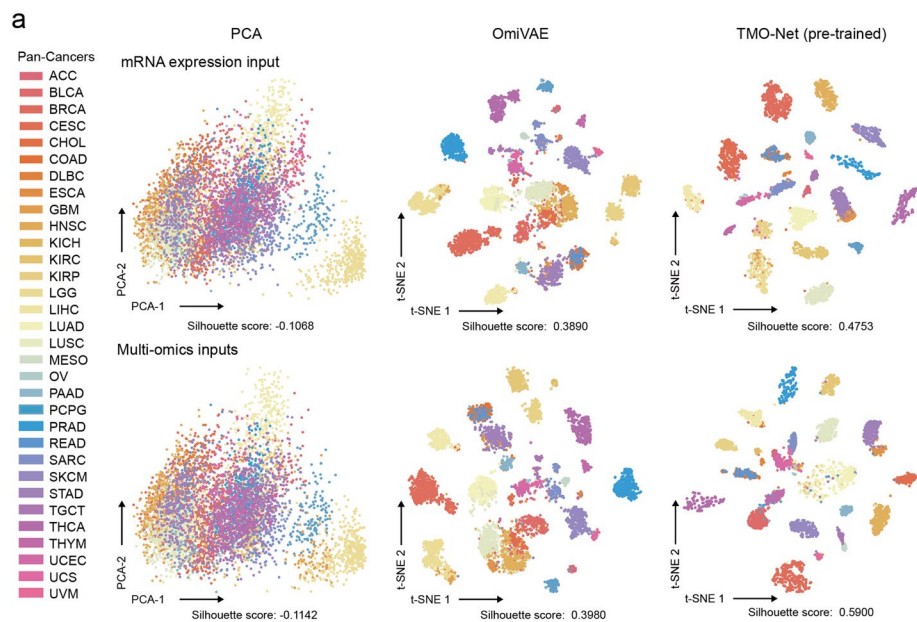 a
PCA
OmiVAE
TMO-Net (pre-trained)
Pan-Cancers
ACC
BLCA
BRCA
CESC
CHOL
COAD
DLBC
ESCA
GBM
HNSC
KICH
KIRC
KIRP
LGG
LIHC
LUAD
LUSC
MESO
OV
PAAD
PCPG
PRAD
READ
SARC
SKCM
STAD
TGCT
THCA
THYM
UCEC
UCS
UVM
mRNA expression input
PCA-2
PCA-1
Silhouette score: -0.1068
t-SNE 2
t-SNE 1
Silhouette score: 0.3890
t-SNE 2
t-SNE 1
Silhouette score: 0.4753
Multi-omics inputs
PCA-2
PCA-1
Silhouette score: -0.1142
t-SNE 2
t-SNE 1
Silhouette score: 0.3980
t-SNE 2
t-SNE 1
Silhouette score: 0.5900